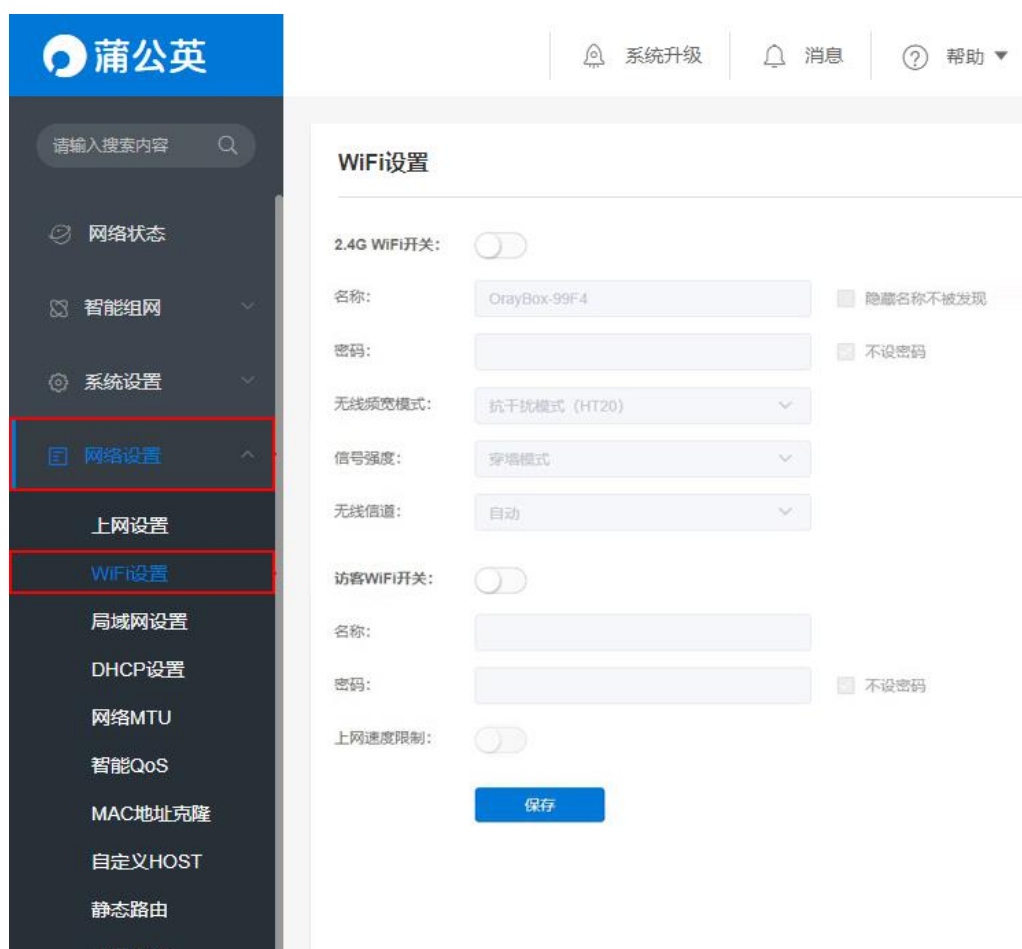 蒲公英
系统升级 消息 帮助
请输入搜索内容
网络状态
智能组网
系统设置
网络设置
上网设置
WiFi设置
局域网设置
DHCP设置
网络MTU
智能QoS
MAC地址克隆
自定义HOST
静态路由
WiFi设置
2.4G WiFi开关:
名称: OrayBox-99F4 隐藏名称不被发现
密码: 不设密码
无线频宽模式: 抗干扰模式（HT20）
信号强度: 穿墙模式
无线信道: 自动
访客WiFi开关:
名称:
密码: 不设密码
上网速度限制:
保存